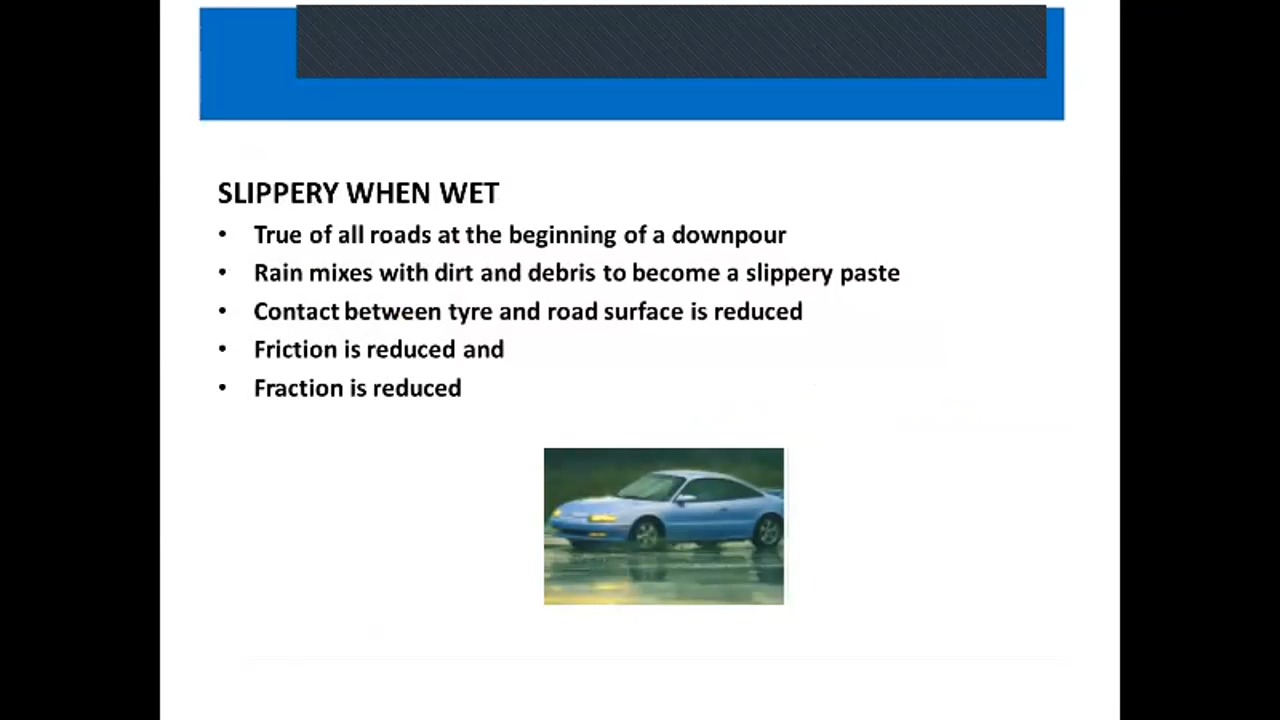 SLIPPERY WHEN WET
• True of all roads at the beginning of a downpour
• Rain mixes with dirt and debris to become a slippery paste
• Contact between tyre and road surface is reduced
• Friction is reduced and
• Fraction is reduced